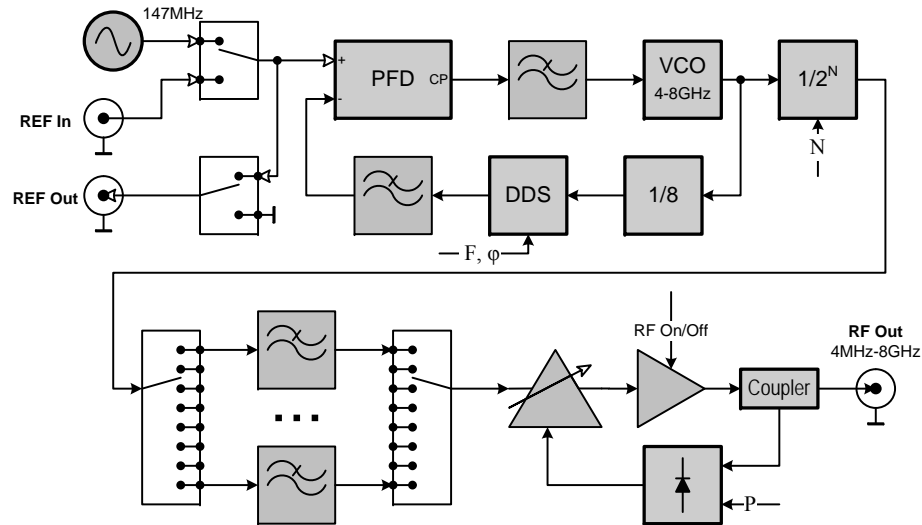 147MHz
REF In
REF Out
+
-
PFD
CP
VCO
4-8GHz
1/2ᴺ
N
DDS
1/8
F, φ
RF On/Off
RF Out
4MHz-8GHz
Coupler
P